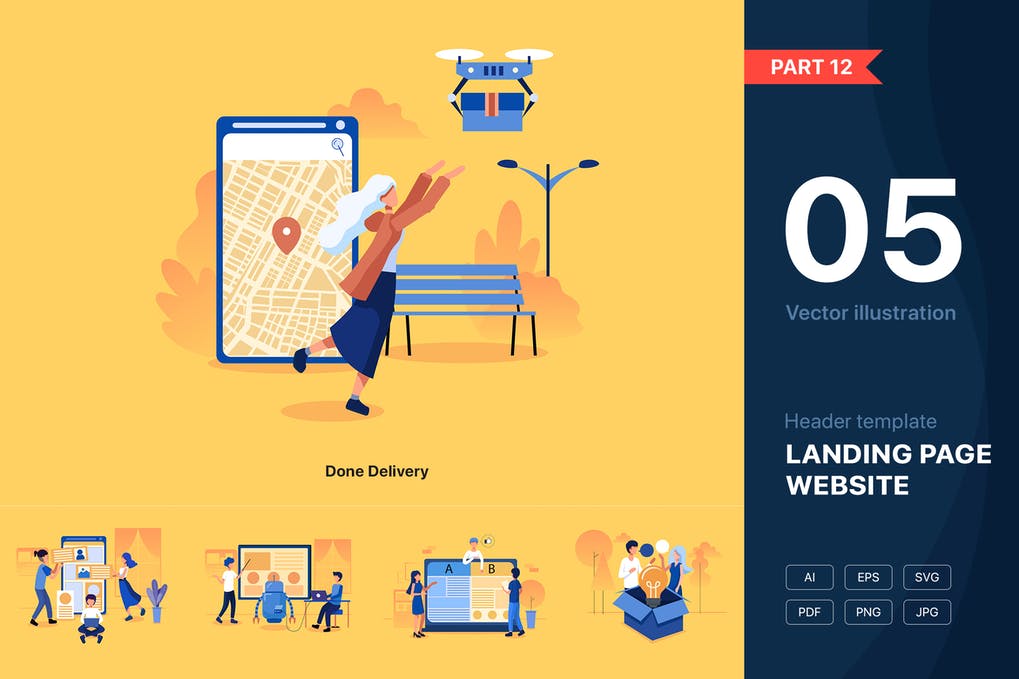 PART 12
05
Vector illustration
Header template
LANDING PAGE
WEBSITE
AI EPS SVG
PDF PNG JPG
Done Delivery
A B